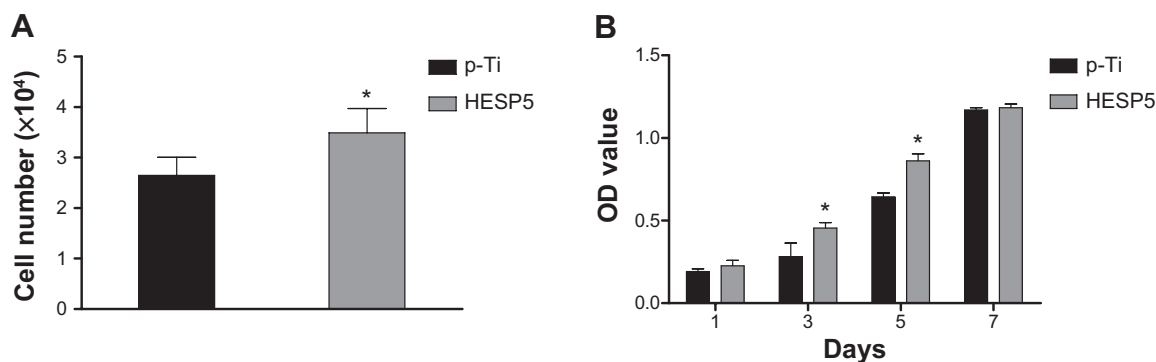 A
Cell number (×10⁴)
5
4
3
2
1
0
*
p-Ti
HESP5
B
OD value
1.5
1.0
0.5
0.0
*
*
p-Ti
HESP5
1 3 5 7
Days